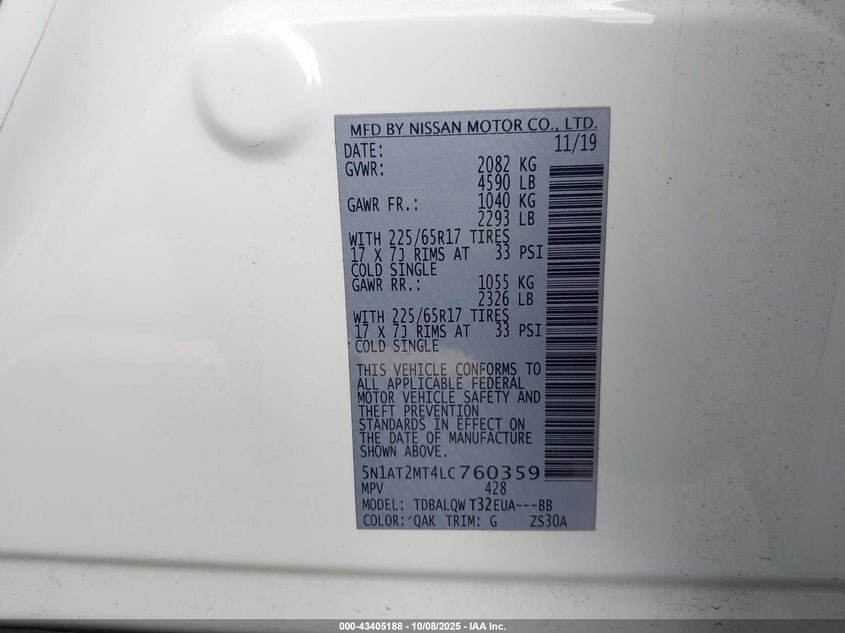 MFD BY NISSAN MOTOR CO., LTD.
DATE: 11/19
GVWR: 2082 KG
4590 LB
GAWR FR.: 1040 KG
2293 LB
WITH 225/65R17 TIRES
17 X 7J RIMS AT 33 PSI
COLD SINGLE
GAWR RR.: 1055 KG
2326 LB
WITH 225/65R17 TIRES
17 X 7J RIMS AT 33 PSI
COLD SINGLE
THIS VEHICLE CONFORMS TO
ALL APPLICABLE FEDERAL
MOTOR VEHICLE SAFETY AND
THEFT PREVENTION
STANDARDS IN EFFECT ON
THE DATE OF MANUFACTURE
SHOWN ABOVE.
5N1AT2MT4LC760359
MPV 428
MODEL: TDBALQW T32EUA---BB
COLOR: QAK TRIM: G ZS30A
000-43405188 - 10/08/2025 - IAA Inc.